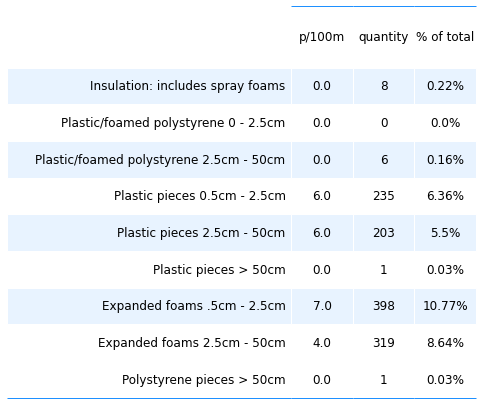 p/100m quantity % of total
Insulation: includes spray foams 0.0 8 0.22%
Plastic/foamed polystyrene 0 - 2.5cm 0.0 0 0.0%
Plastic/foamed polystyrene 2.5cm - 50cm 0.0 6 0.16%
Plastic pieces 0.5cm - 2.5cm 6.0 235 6.36%
Plastic pieces 2.5cm - 50cm 6.0 203 5.5%
Plastic pieces > 50cm 0.0 1 0.03%
Expanded foams .5cm - 2.5cm 7.0 398 10.77%
Expanded foams 2.5cm - 50cm 4.0 319 8.64%
Polystyrene pieces > 50cm 0.0 1 0.03%